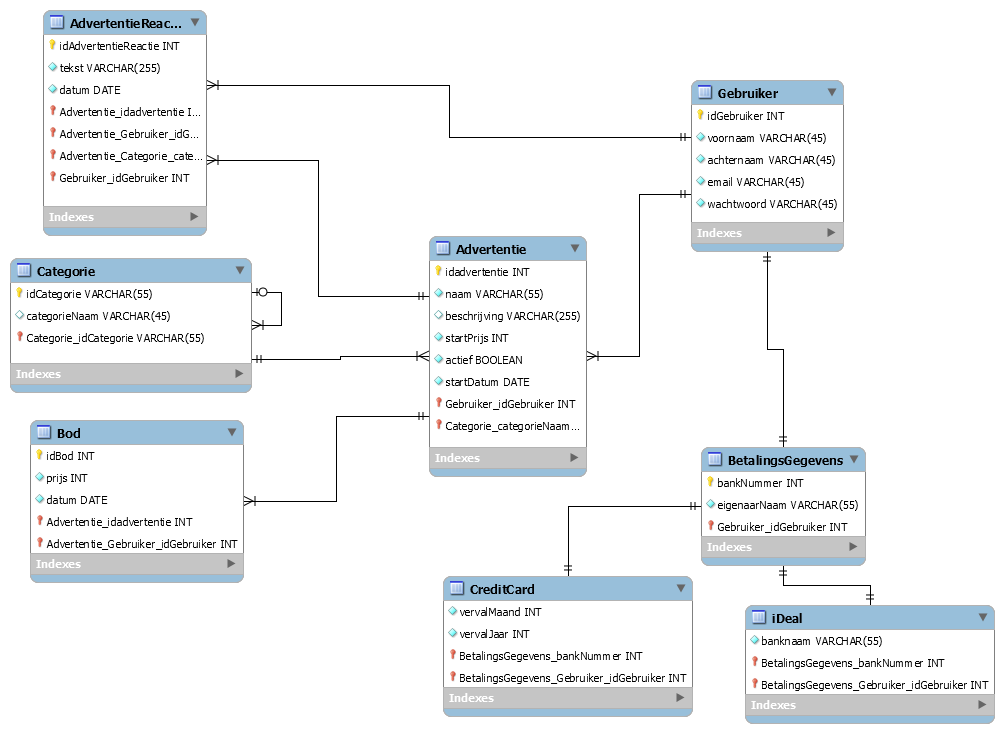 AdvertentieReac...
idAdvertentieReactie INT
tekst VARCHAR(255)
datum DATE
Advertentie_idadvertentie I...
Advertentie_Gebruiker_idG...
Advertentie_Categorie_cate...
Gebruiker_idGebruiker INT
Indexes
Gebruiker
idGebruiker INT
voornaam VARCHAR(45)
achternaam VARCHAR(45)
email VARCHAR(45)
wachtwoord VARCHAR(45)
Indexes
Categorie
idCategorie VARCHAR(55)
categorieNaam VARCHAR(45)
Categorie_idCategorie VARCHAR(55)
Indexes
Advertentie
idadvertentie INT
naam VARCHAR(55)
beschrijving VARCHAR(255)
startPrijs INT
actief BOOLEAN
startDatum DATE
Gebruiker_idGebruiker INT
Categorie_categorieNaam...
Indexes
Bod
idBod INT
prijs INT
datum DATE
Advertentie_idadvertentie INT
Advertentie_Gebruiker_idGebruiker INT
Indexes
BetalingsGegevens
bankNummer INT
eigenaarNaam VARCHAR(55)
Gebruiker_idGebruiker INT
Indexes
CreditCard
vervalMaand INT
vervalJaar INT
BetalingsGegevens_bankNummer INT
BetalingsGegevens_Gebruiker_idGebruiker INT
Indexes
iDeal
banknaam VARCHAR(55)
BetalingsGegevens_bankNummer INT
BetalingsGegevens_Gebruiker_idGebruiker INT
Indexes